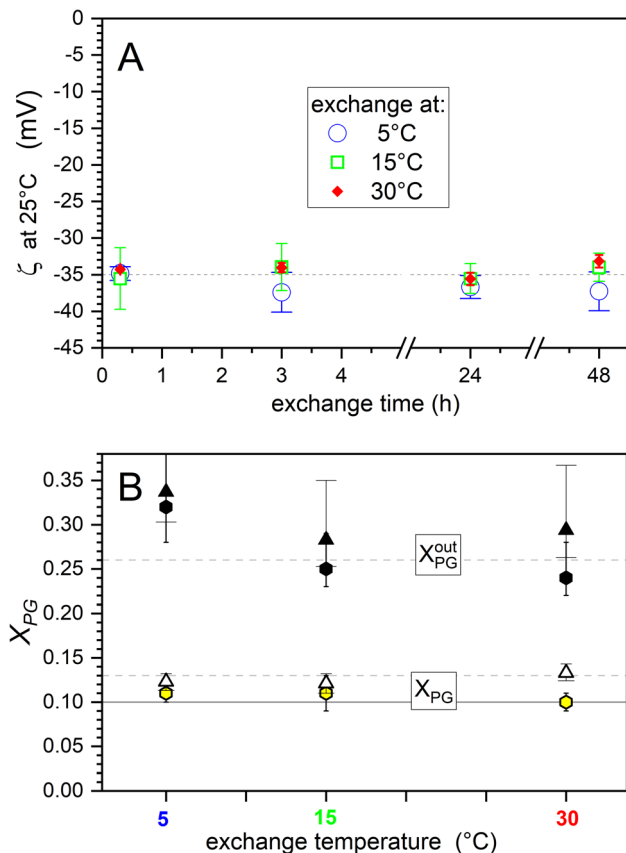 A
0
-5
-10
-15
-20
-25
-30
-35
-40
-45
ζ at 25°C (mV)
exchange at:
5°C
15°C
30°C
0 1 2 3 4 24 48
exchange time (h)
B
0.35
0.30
0.25
0.20
0.15
0.10
0.05
0.00
X_PG
X_PG^out
X_PG
5 15 30
exchange temperature (°C)